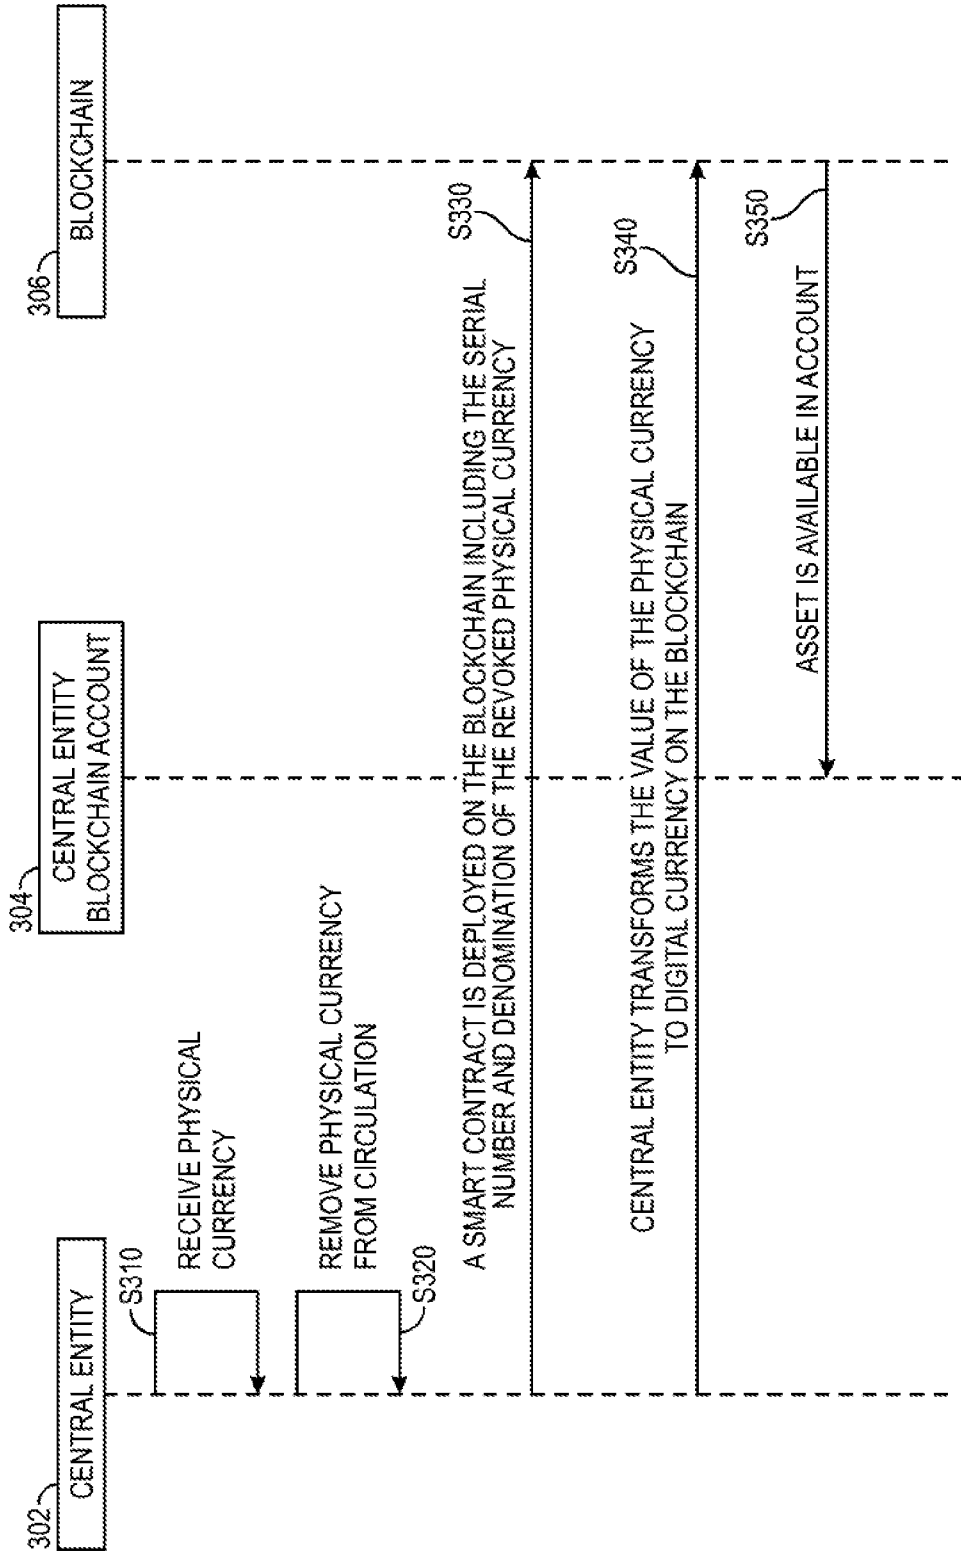 302
CENTRAL ENTITY
304
CENTRAL ENTITY
BLOCKCHAIN ACCOUNT
306
BLOCKCHAIN
S310
RECEIVE PHYSICAL
CURRENCY
REMOVE PHYSICAL CURRENCY
FROM CIRCULATION
S320
A SMART CONTRACT IS DEPLOYED ON THE BLOCKCHAIN INCLUDING THE SERIAL
NUMBER AND DENOMINATION OF THE REVOKED PHYSICAL CURRENCY
S330
CENTRAL ENTITY TRANSFORMS THE VALUE OF THE PHYSICAL CURRENCY
TO DIGITAL CURRENCY ON THE BLOCKCHAIN
S340
ASSET IS AVAILABLE IN ACCOUNT
S350